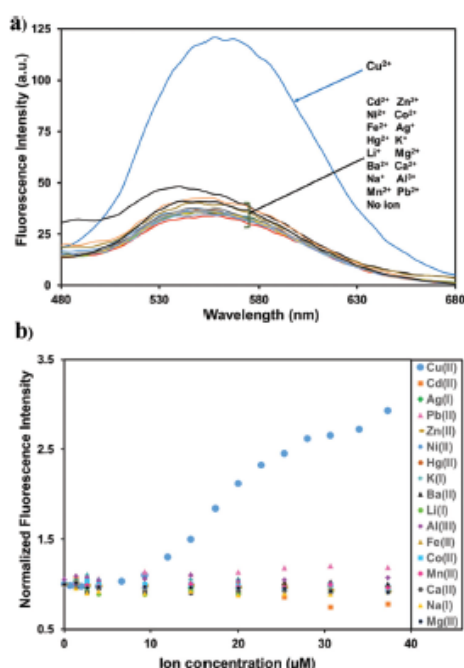 a)
125
100
75
50
25
0
Fluorescence Intensity (a.u.)
Cu²⁺
Cd²⁺ Zn²⁺
Ni²⁺ Co²⁺
Fe²⁺ Ag⁺
Hg²⁺ K⁺
Li⁺ Mg²⁺
Ba²⁺ Ca²⁺
Na⁺ Al³⁺
Mn²⁺ Pb²⁺
No ion
480 530 580 630 680
Wavelength (nm)
b)
3.5
2.5
1.5
0.5
Normalized Fluorescence Intensity
Cu(II)
Cd(II)
Ag(I)
Pb(II)
Zn(II)
Ni(II)
Hg(II)
K(I)
Ba(II)
Li(I)
Al(III)
Fe(II)
Co(II)
Mn(II)
Ca(II)
Na(I)
Mg(II)
0 10 20 30 40
Ion concentration (µM)